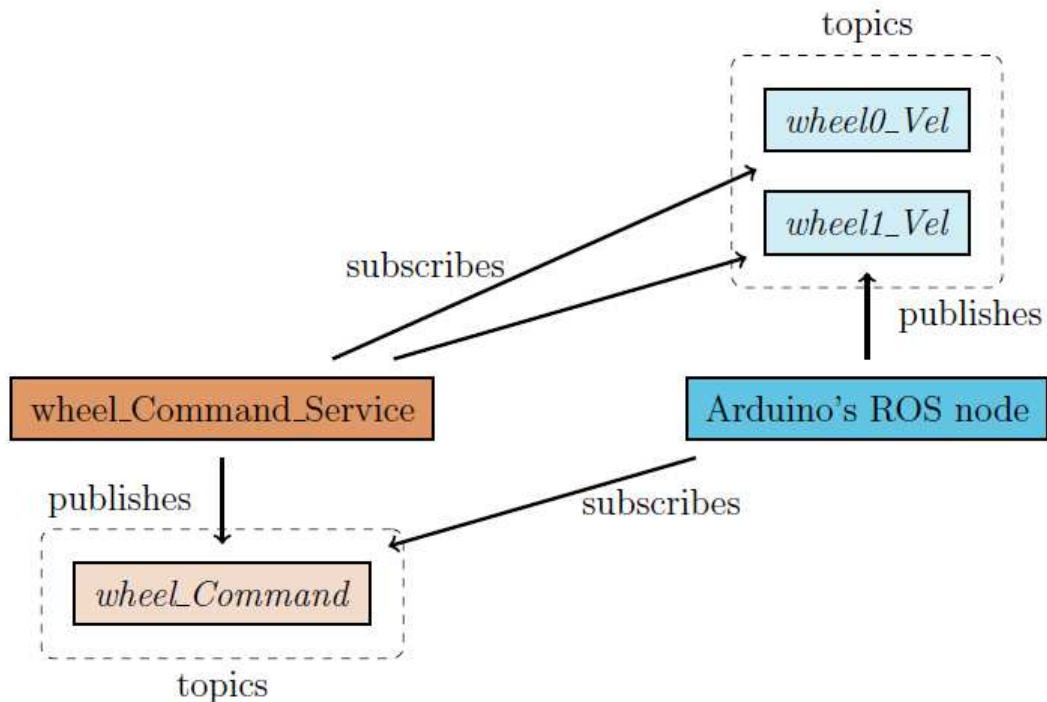 topics
wheel0_Vel
wheel1_Vel
subscribes
publishes
wheel_Command_Service
Arduino's ROS node
publishes
subscribes
wheel_Command
topics